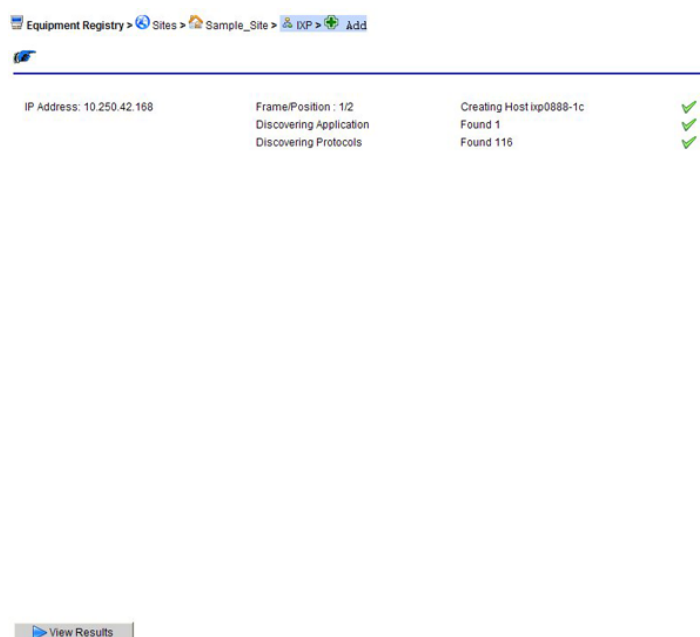 Equipment Registry > Sites > Sample_Site > IXP > Add
IP Address: 10.250.42.168 Frame/Position : 1/2 Creating Host ixp0888-1c
Discovering Application Found 1
Discovering Protocols Found 116
View Results